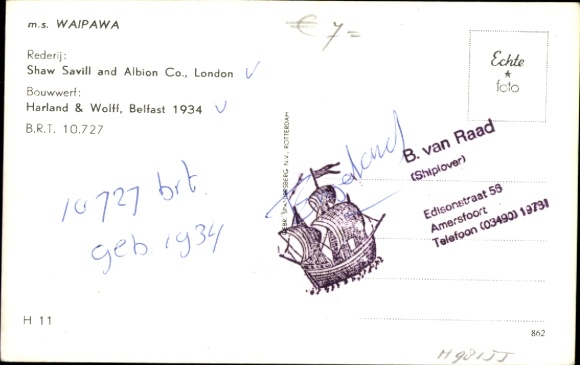 m.s. WAIPAWA
€ 7=
Rederij:
Shaw Savill and Albion Co., London
Bouwwerf:
Harland & Wolff, Belfast 1934
B.R.T. 10.727
Echte
foto
10727 brt.
geb. 1934
B. van Raad
(Shiplover)
Edisonstraat 58
Amersfoort
Telefoon (03490) 19791
N.V., ROTTERDAM
H 11
862